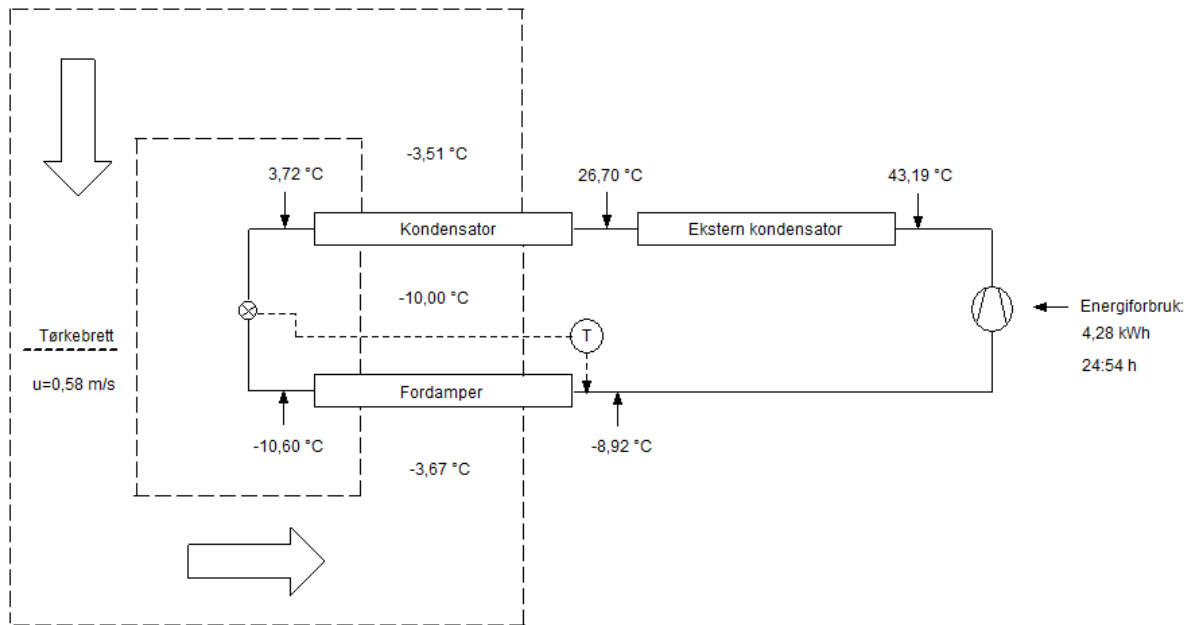 -3,51 °C
3,72 °C
26,70 °C
43,19 °C
Kondensator
Ekstern kondensator
-10,00 °C
Tørkebrett
u=0,58 m/s
T
Energiforbruk:
4,28 kWh
24:54 h
Fordamper
-10,60 °C
-3,67 °C
-8,92 °C